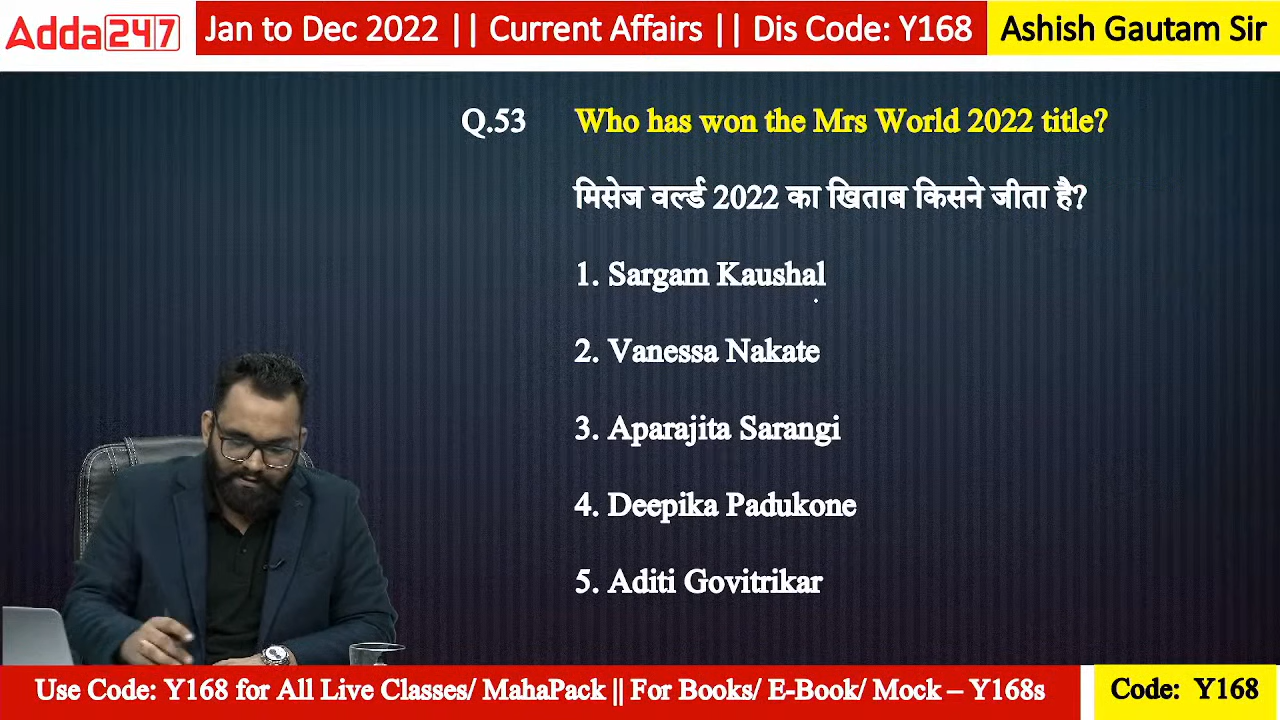 Adda247
Jan to Dec 2022 || Current Affairs || Dis Code: Y168
Ashish Gautam Sir
Q.53 Who has won the Mrs World 2022 title?
मिसेज वर्ल्ड 2022 का खिताब किसने जीता है?
1. Sargam Kaushal
2. Vanessa Nakate
3. Aparajita Sarangi
4. Deepika Padukone
5. Aditi Govitrikar
Use Code: Y168 for All Live Classes/ MahaPack || For Books/ E-Book/ Mock – Y168s
Code: Y168